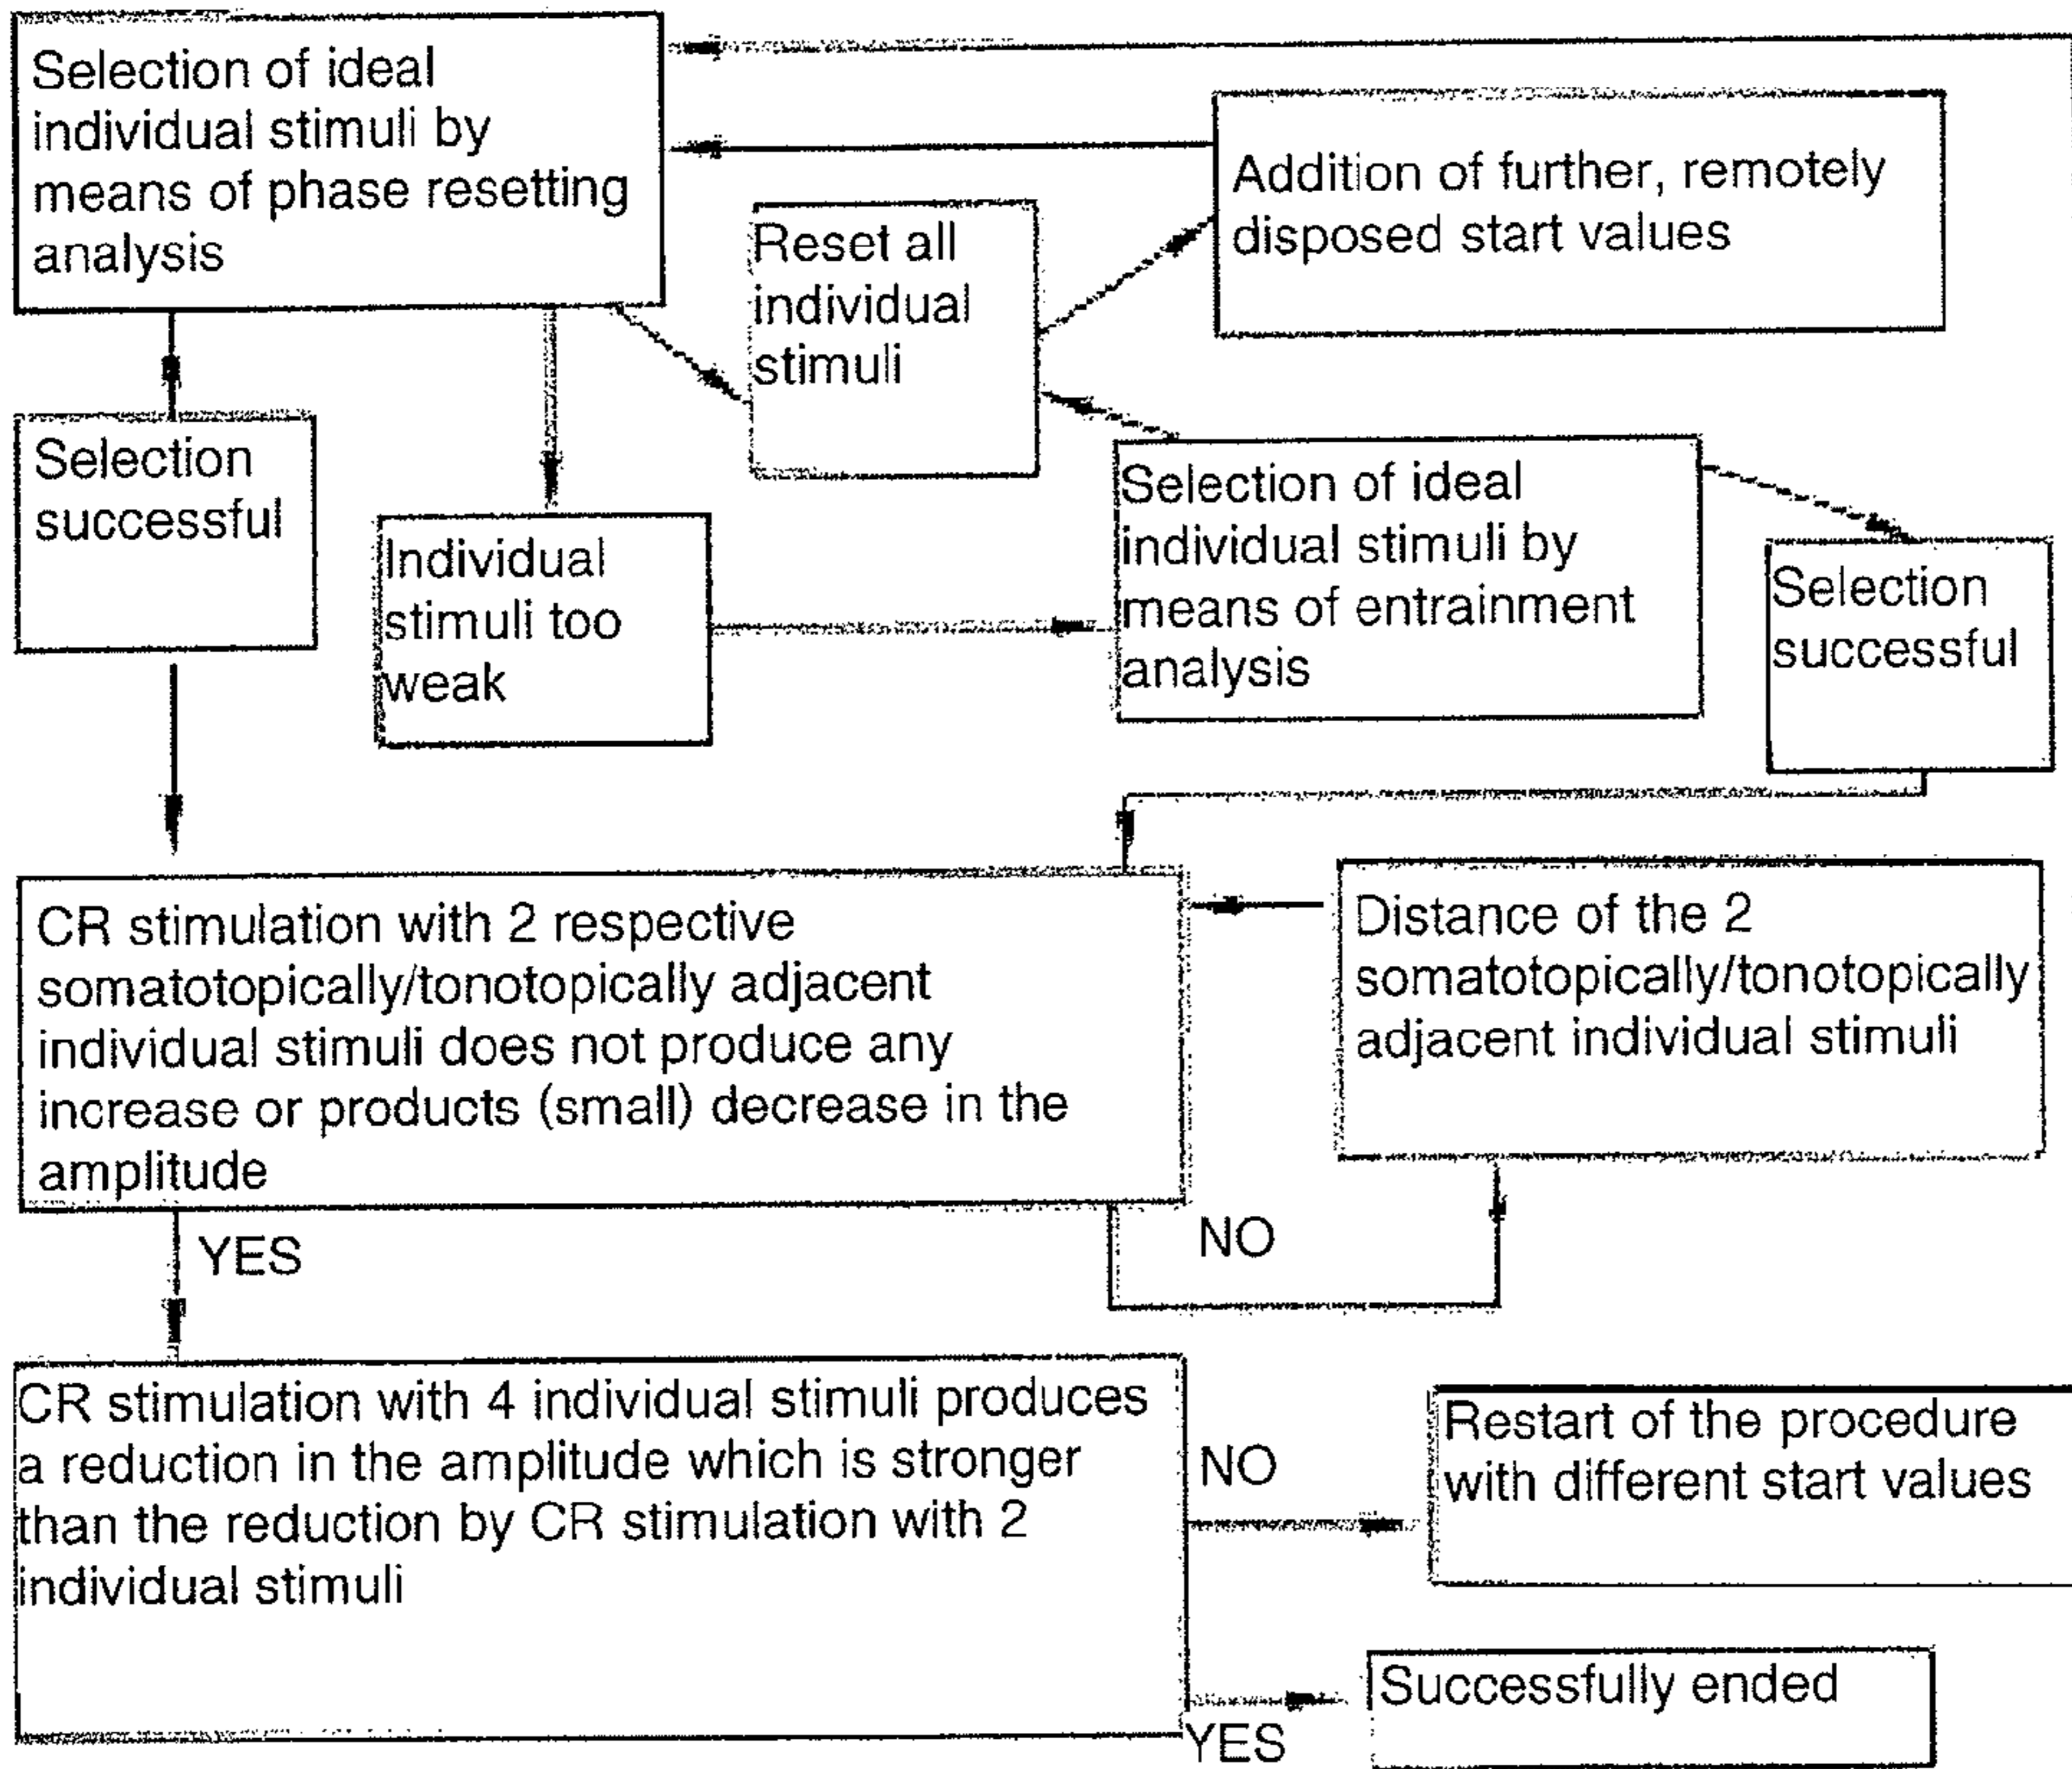 Selection of ideal
individual stimuli by
means of phase resetting
analysis
Addition of further, remotely
disposed start values
Reset all
individual
stimuli
Selection
successful
Individual
stimuli too
weak
Selection of ideal
individual stimuli by
means of entrainment
analysis
Selection
successful
CR stimulation with 2 respective
somatotopically/tonotopically adjacent
individual stimuli does not produce any
increase or products (small) decrease in the
amplitude
Distance of the 2
somatotopically/tonotopically
adjacent individual stimuli
YES
NO
CR stimulation with 4 individual stimuli produces
a reduction in the amplitude which is stronger
than the reduction by CR stimulation with 2
individual stimuli
NO
Restart of the procedure
with different start values
YES
Successfully ended